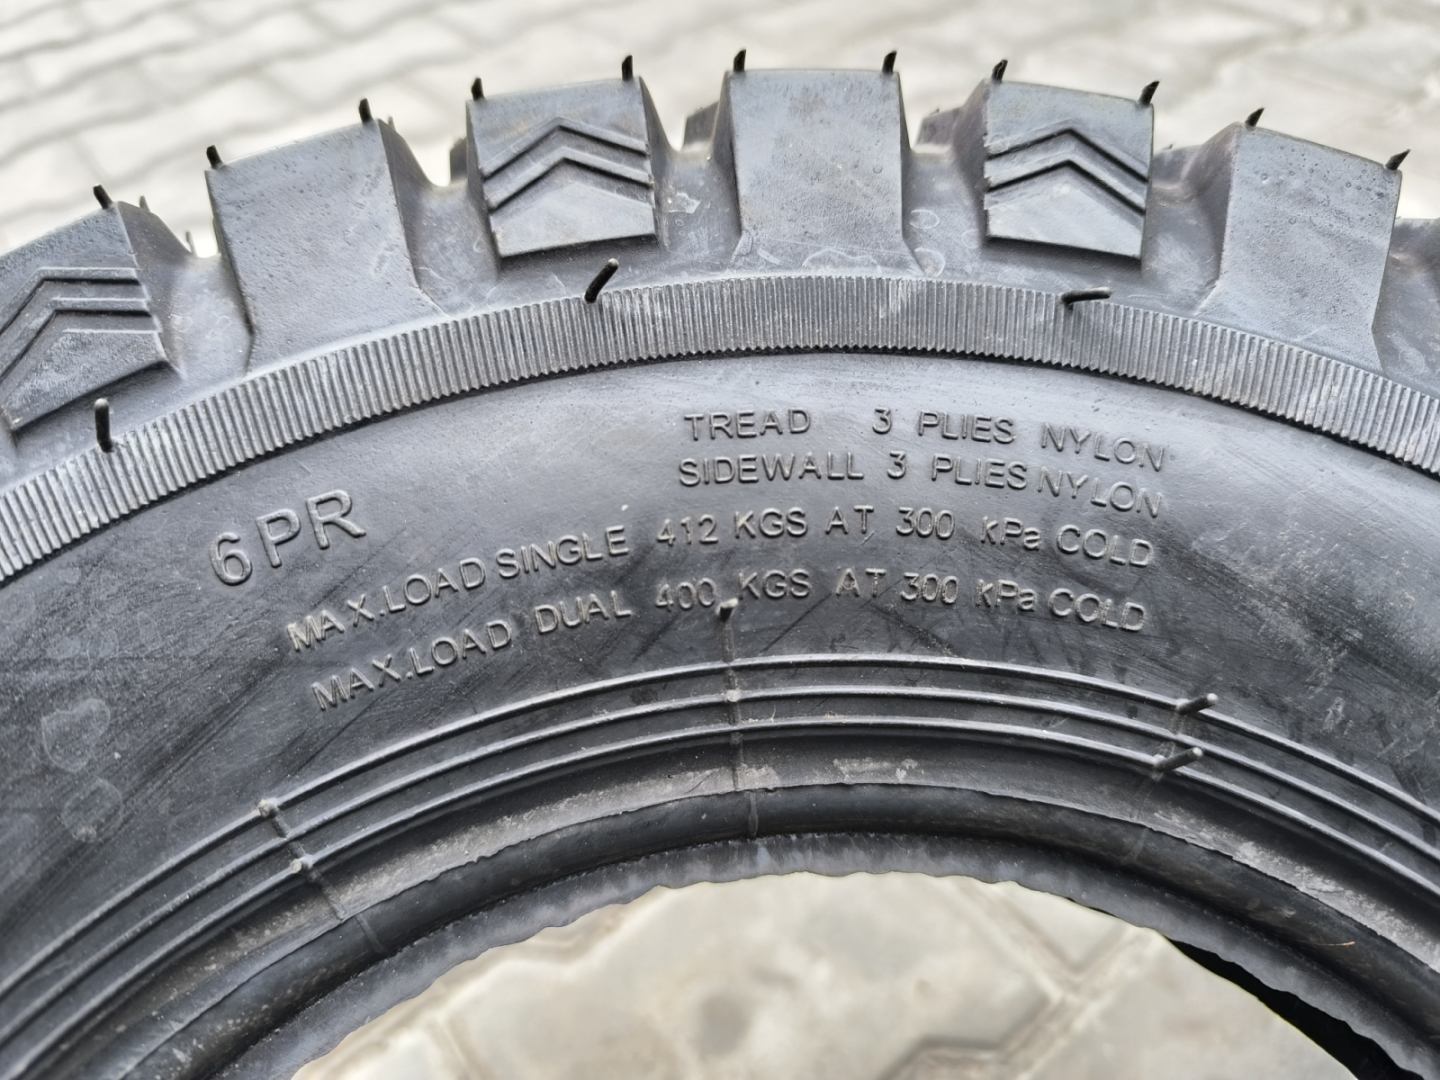 TREAD 3 PLIES NYLON
SIDEWALL 3 PLIES NYLON
6PR
MAX.LOAD SINGLE 412 KGS AT 300 kPa COLD
MAX.LOAD DUAL 400 KGS AT 300 kPa COLD